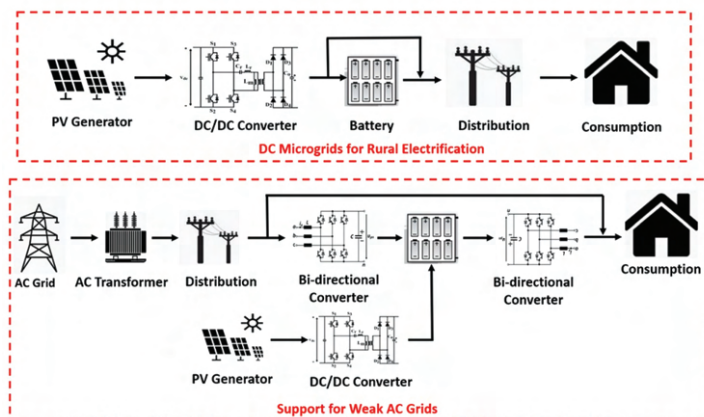 PV Generator
DC/DC Converter
Battery
Distribution
Consumption
DC Microgrids for Rural Electrification
AC Grid
AC Transformer
Distribution
Bi-directional
Converter
Bi-directional
Converter
Consumption
PV Generator
DC/DC Converter
Support for Weak AC Grids